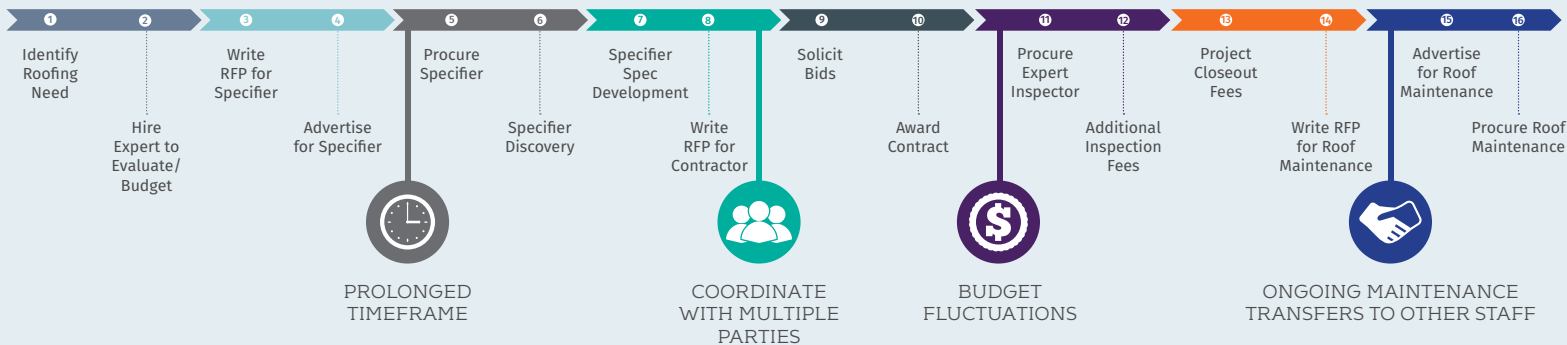 1
Identify
Roofing
Need
2
Hire
Expert to
Evaluate/
Budget
3
Write
RFP for
Specifier
4
Advertise
for Specifier
5
Procure
Specifier
6
Specifier
Discovery
7
Specifier
Spec
Development
8
Write
RFP for
Contractor
9
Solicit
Bids
10
Award
Contract
11
Procure
Expert
Inspector
12
Additional
Inspection
Fees
13
Project
Closeout
Fees
14
Write RFP
for Roof
Maintenance
15
Advertise
for Roof
Maintenance
16
Procure Roof
Maintenance
PROLONGED
TIMEFRAME
COORDINATE
WITH MULTIPLE
PARTIES
$
BUDGET
FLUCTUATIONS
ONGOING MAINTENANCE
TRANSFERS TO OTHER STAFF